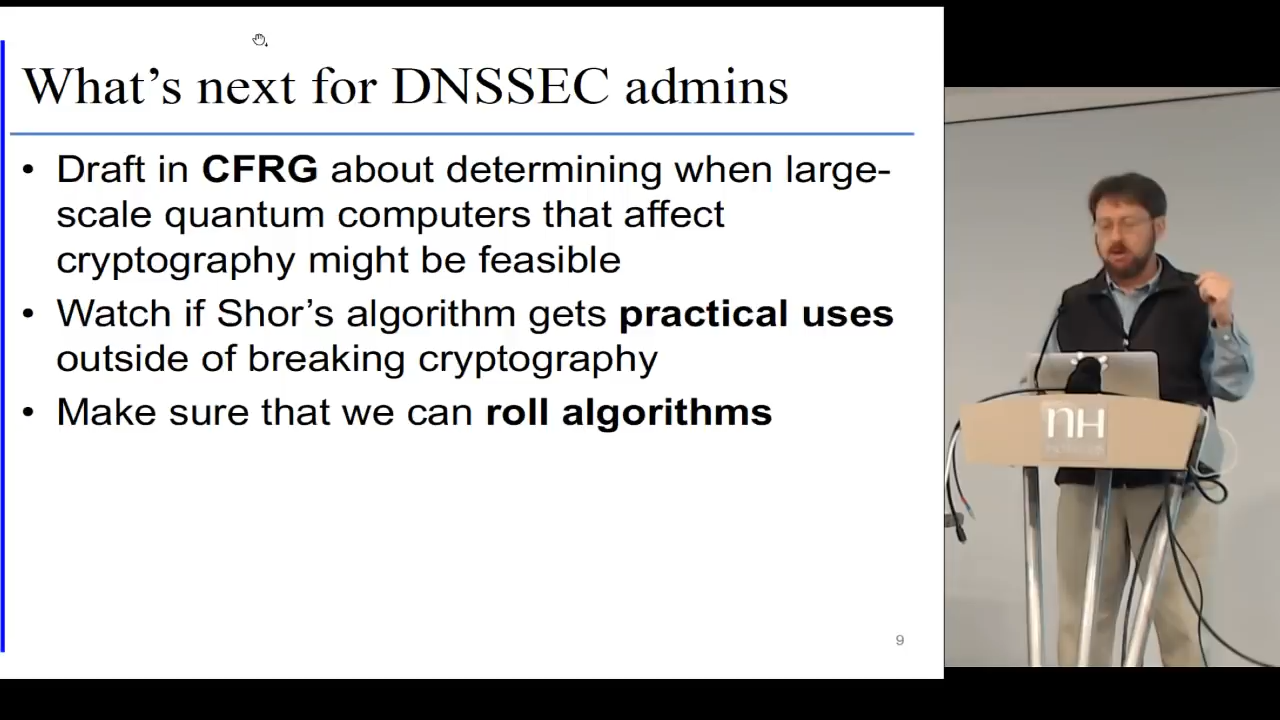 What's next for DNSSEC admins
• Draft in CFRG about determining when large-
scale quantum computers that affect
cryptography might be feasible
• Watch if Shor's algorithm gets practical uses
outside of breaking cryptography
• Make sure that we can roll algorithms
9
nH